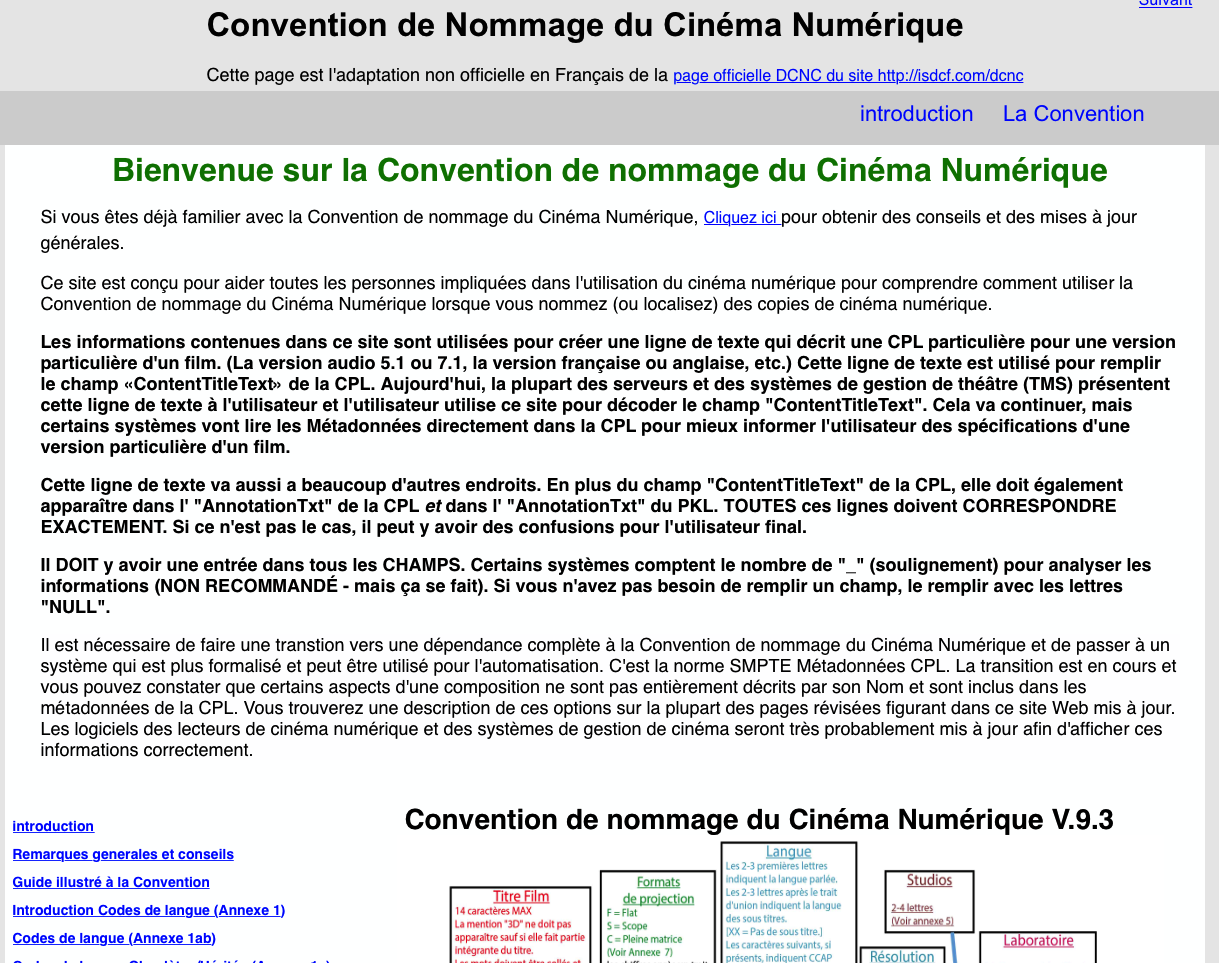 Suivant
Convention de Nommage du Cinéma Numérique
Cette page est l'adaptation non officielle en Français de la page officielle DCNC du site http://isdcf.com/dcnc
introduction La Convention
Bienvenue sur la Convention de nommage du Cinéma Numérique
Si vous êtes déjà familier avec la Convention de nommage du Cinéma Numérique, Cliquez ici pour obtenir des conseils et des mises à jour
générales.
Ce site est conçu pour aider toutes les personnes impliquées dans l'utilisation du cinéma numérique pour comprendre comment utiliser la
Convention de nommage du Cinéma Numérique lorsque vous nommez (ou localisez) des copies de cinéma numérique.
Les informations contenues dans ce site sont utilisées pour créer une ligne de texte qui décrit une CPL particulière pour une version
particulière d'un film. (La version audio 5.1 ou 7.1, la version française ou anglaise, etc.) Cette ligne de texte est utilisé pour remplir
le champ «ContentTitleText» de la CPL. Aujourd'hui, la plupart des serveurs et des systèmes de gestion de théâtre (TMS) présentent
cette ligne de texte à l'utilisateur et l'utilisateur utilise ce site pour décoder le champ "ContentTitleText". Cela va continuer, mais
certains systèmes vont lire les Métadonnées directement dans la CPL pour mieux informer l'utilisateur des spécifications d'une
version particulière d'un film.
Cette ligne de texte va aussi a beaucoup d'autres endroits. En plus du champ "ContentTitleText" de la CPL, elle doit également
apparaître dans l' "AnnotationTxt" de la CPL et dans l' "AnnotationTxt" du PKL. TOUTES ces lignes doivent CORRESPONDRE
EXACTEMENT. Si ce n'est pas le cas, il peut y avoir des confusions pour l'utilisateur final.
Il DOIT y avoir une entrée dans tous les CHAMPS. Certains systèmes comptent le nombre de "_" (soulignement) pour analyser les
informations (NON RECOMMANDÉ - mais ça se fait). Si vous n'avez pas besoin de remplir un champ, le remplir avec les lettres
"NULL".
Il est nécessaire de faire une transtion vers une dépendance complète à la Convention de nommage du Cinéma Numérique et de passer à un
système qui est plus formalisé et peut être utilisé pour l'automatisation. C'est la norme SMPTE Métadonnées CPL. La transition est en cours et
vous pouvez constater que certains aspects d'une composition ne sont pas entièrement décrits par son Nom et sont inclus dans les
métadonnées de la CPL. Vous trouverez une description de ces options sur la plupart des pages révisées figurant dans ce site Web mis à jour.
Les logiciels des lecteurs de cinéma numérique et des systèmes de gestion de cinéma seront très probablement mis à jour afin d'afficher ces
informations correctement.
introduction
Remarques generales et conseils
Guide illustré à la Convention
Introduction Codes de langue (Annexe 1)
Codes de langue (Annexe 1ab)
Convention de nommage du Cinéma Numérique V.9.3
Titre Film
14 caractères MAX
La mention "3D" ne doit pas
apparaître sauf si elle fait partie
intégrante du titre.
Formats
de projection
F = Flat
S = Scope
C = Pleine matrice
(Voir Annexe 7)
Langue
Les 2-3 premières lettres
indiquent la langue parlée.
Les 2-3 lettres après le trait
d'union indiquent la langue
des sous titres.
[XX = Pas de sous titre.]
Les caractères suivants, si
présents, indiquent CCAP
Studios
2-4 lettres
(Voir annexe 5)
Résolution
Laboratoire